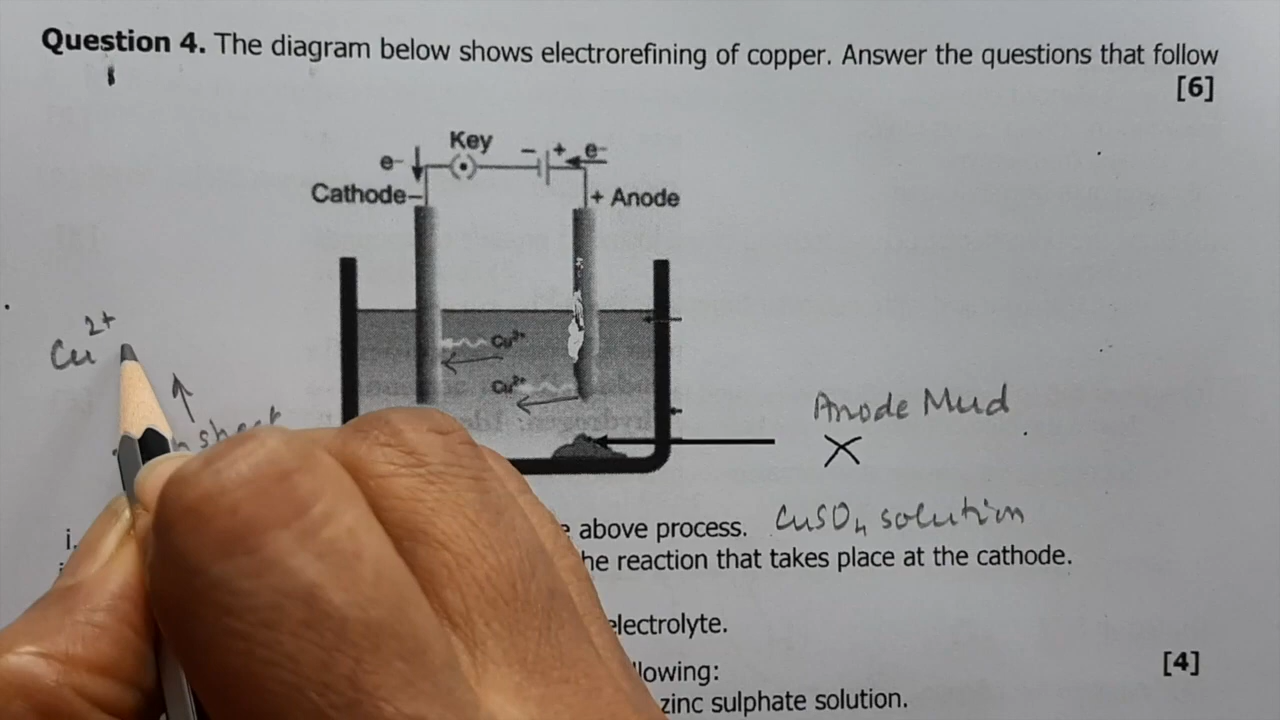 Question 4. The diagram below shows electrorefining of copper. Answer the questions that follow
[6]
Key
e- - + e-
Cathode - + Anode
Cu2+
Cu2+
Cu2+
sheet
Anode Mud
X
i. above process. CuSO4 solution
he reaction that takes place at the cathode.
electrolyte.
lowing: [4]
zinc sulphate solution.